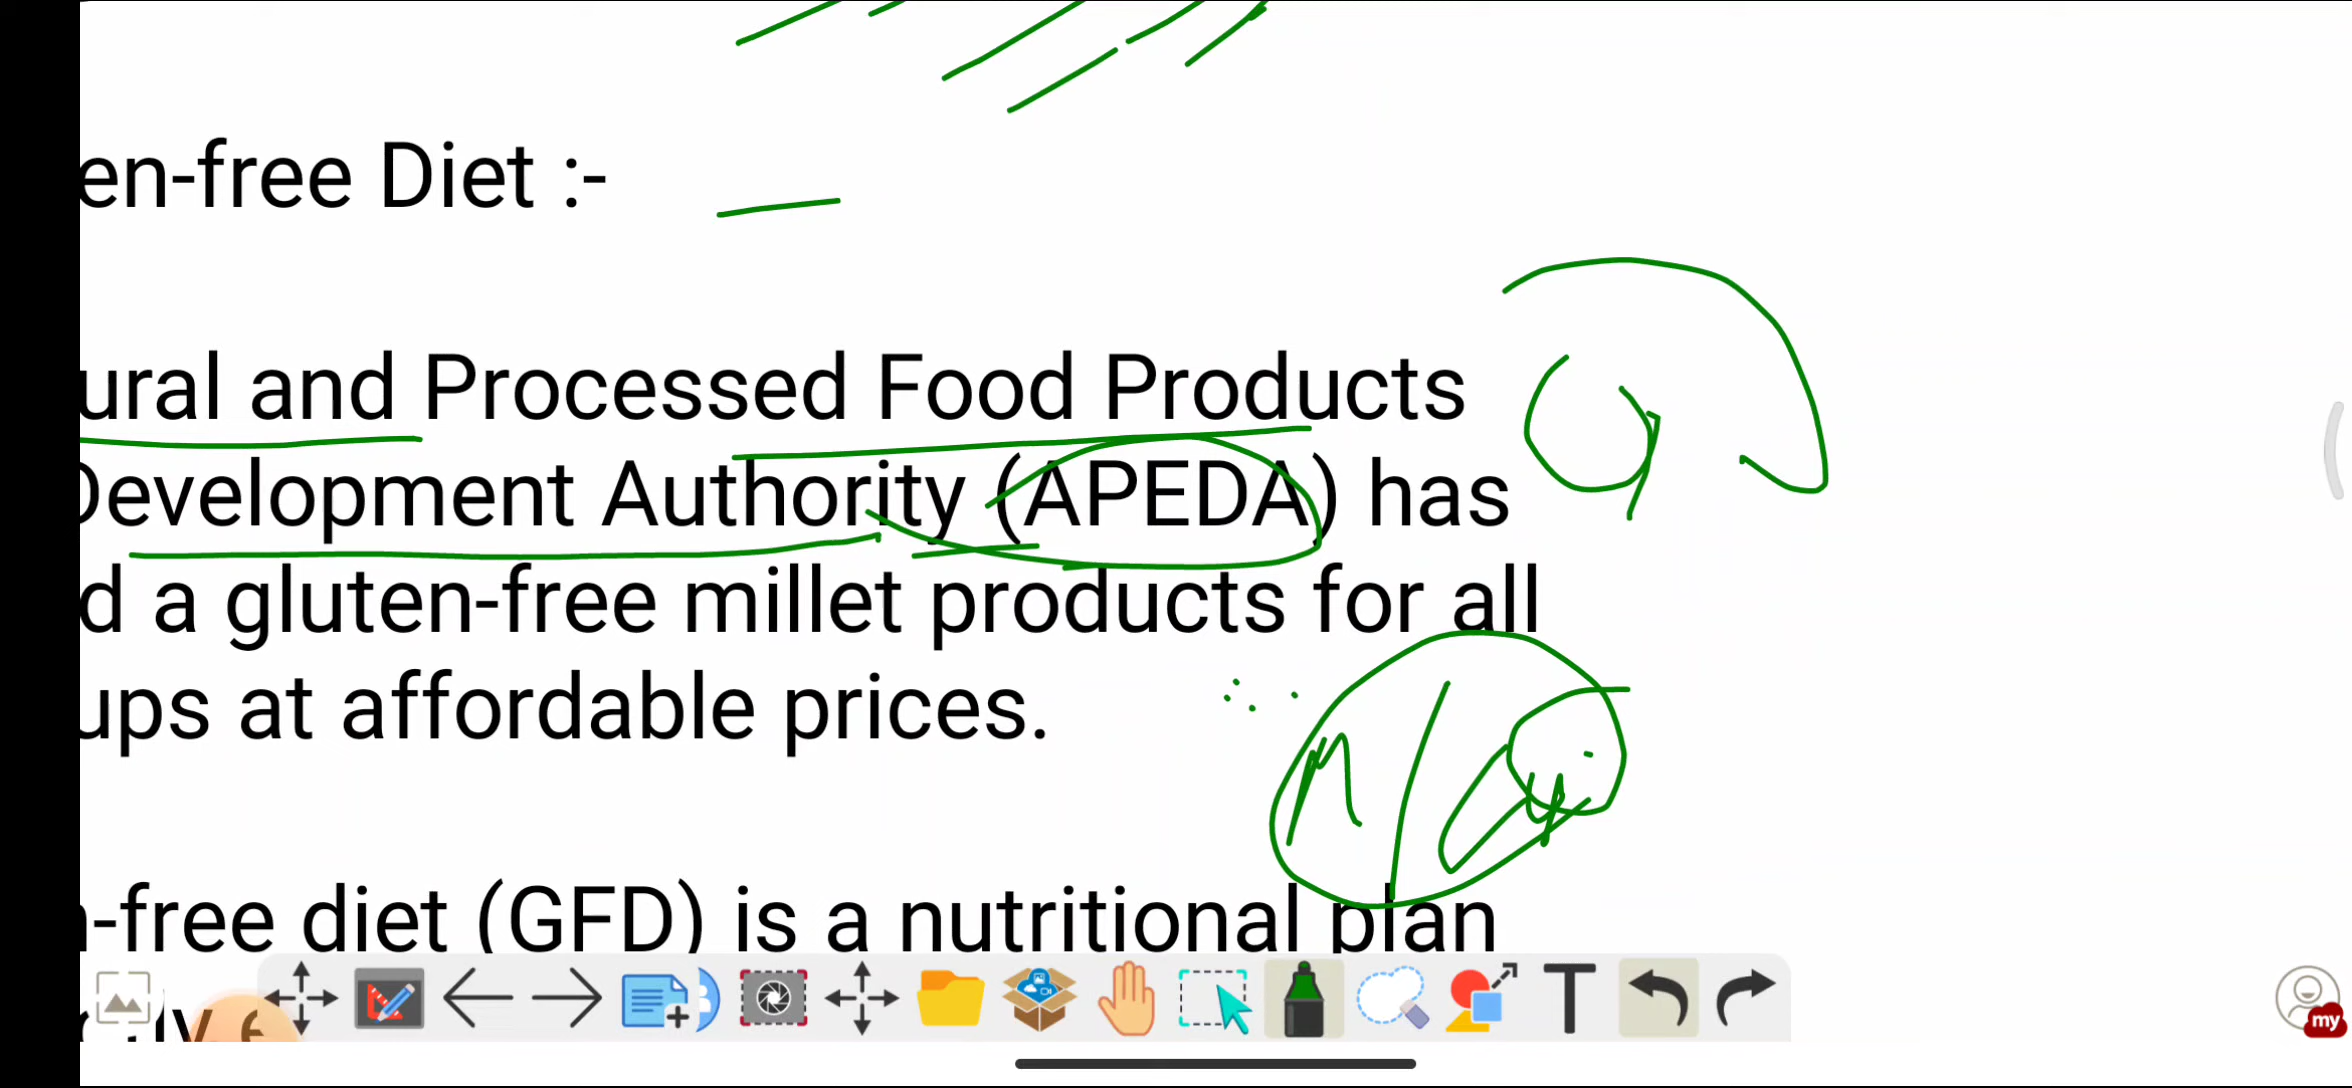 en-free Diet :-
ural and Processed Food Products
Development Authority (APEDA) has
d a gluten-free millet products for all
ups at affordable prices.
n-free diet (GFD) is a nutritional plan
T
my